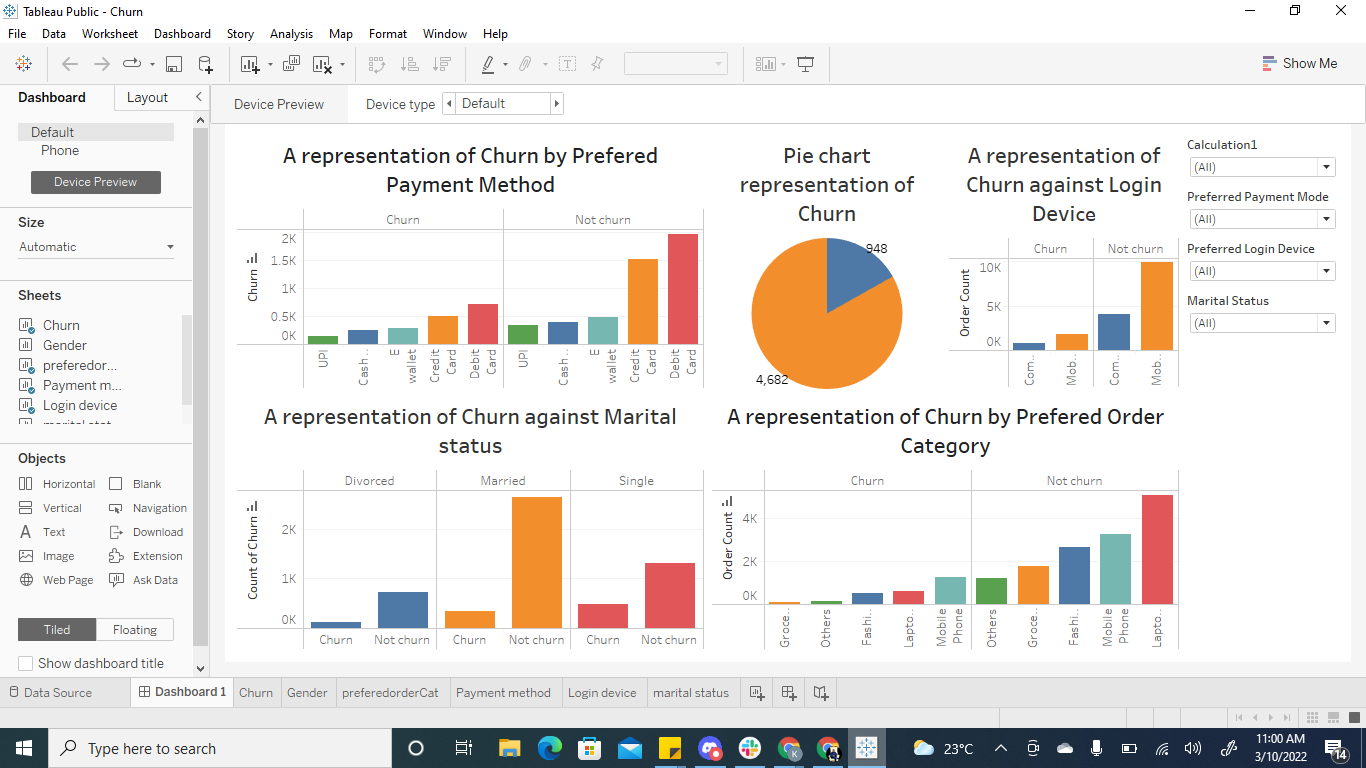 Tableau Public - Churn
File Data Worksheet Dashboard Story Analysis Map Format Window Help
Show Me
Dashboard Layout
Device Preview Device type Default
Default
Phone
Device Preview
Size
Automatic
Sheets
Churn
Gender
preferedor...
Payment m...
Login device
Objects
Horizontal Blank
Vertical Navigation
Text Download
Image Extension
Web Page Ask Data
Tiled Floating
Show dashboard title
A representation of Churn by Prefered
Payment Method
Churn Not churn
Churn
2K
1.5K
1K
0.5K
0K
UPI
Cash..
E
wallet
Credit
Card
Debit
Card
UPI
Cash..
E
wallet
Credit
Card
Debit
Card
Pie chart
representation of
Churn
948
4,682
A representation of
Churn against Login
Device
Churn Not churn
Order Count
10K
5K
0K
Com..
Mob..
Com..
Mob..
Calculation1
(All)
Preferred Payment Mode
(All)
Preferred Login Device
(All)
Marital Status
(All)
A representation of Churn against Marital
status
Divorced Married Single
Count of Churn
2K
1K
0K
Churn Not churn Churn Not churn Churn Not churn
A representation of Churn by Prefered Order
Category
Churn Not churn
Order Count
4K
2K
0K
Groce..
Others
Fashi..
Lapto..
Mobile
Phone
Others
Groce..
Fashi..
Mobile
Phone
Lapto..
Data Source Dashboard 1 Churn Gender preferedorderCat Payment method Login device marital status
Type here to search
K
23°C
11:00 AM
3/10/2022
14